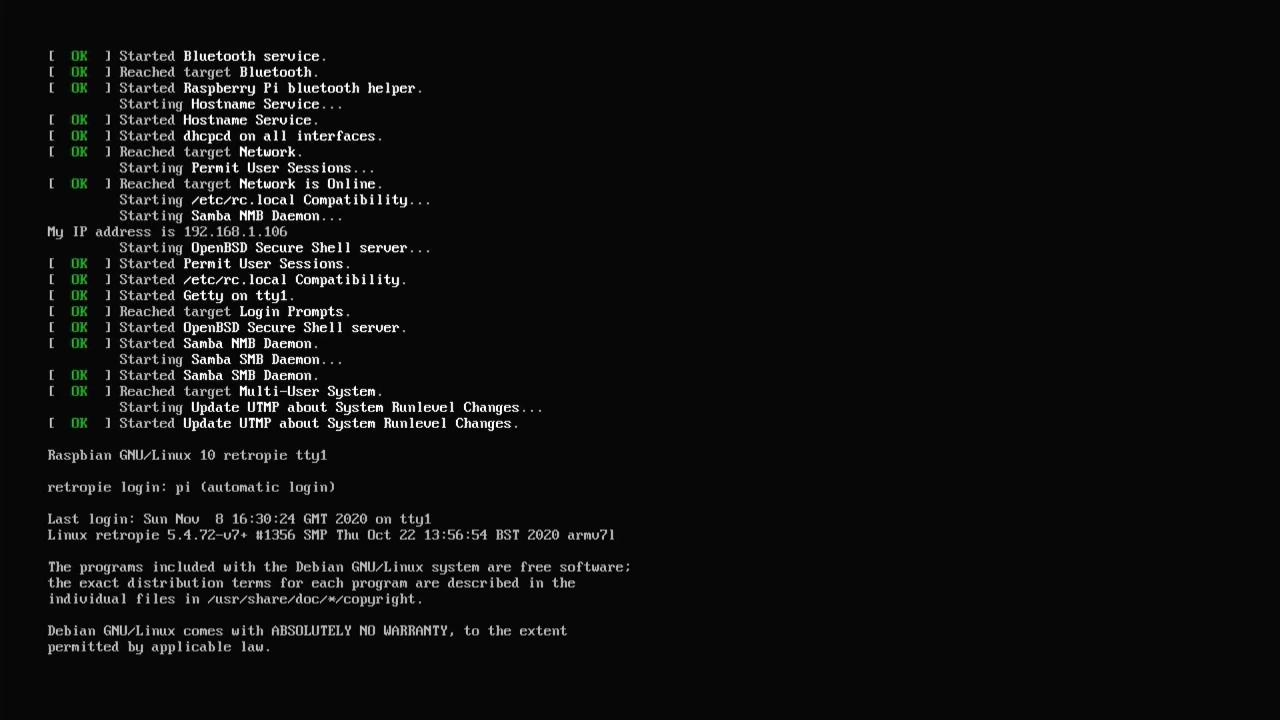 [  OK  ] Started Bluetooth service.
[  OK  ] Reached target Bluetooth.
[  OK  ] Started Raspberry Pi bluetooth helper.
         Starting Hostname Service...
[  OK  ] Started Hostname Service.
[  OK  ] Started dhcpcd on all interfaces.
[  OK  ] Reached target Network.
         Starting Permit User Sessions...
[  OK  ] Reached target Network is Online.
         Starting /etc/rc.local Compatibility...
         Starting Samba NMB Daemon...
My IP address is 192.168.1.106
         Starting OpenBSD Secure Shell server...
[  OK  ] Started Permit User Sessions.
[  OK  ] Started /etc/rc.local Compatibility.
[  OK  ] Started Getty on tty1.
[  OK  ] Reached target Login Prompts.
[  OK  ] Started OpenBSD Secure Shell server.
[  OK  ] Started Samba NMB Daemon.
         Starting Samba SMB Daemon...
[  OK  ] Started Samba SMB Daemon.
[  OK  ] Reached target Multi-User System.
         Starting Update UTMP about System Runlevel Changes...
[  OK  ] Started Update UTMP about System Runlevel Changes.
Raspbian GNU/Linux 10 retropie tty1
retropie login: pi (automatic login)
Last login: Sun Nov  8 16:30:24 GMT 2020 on tty1
Linux retropie 5.4.72-v7+ #1356 SMP Thu Oct 22 13:56:54 BST 2020 armv7l
The programs included with the Debian GNU/Linux system are free software;
the exact distribution terms for each program are described in the
individual files in /usr/share/doc/*/copyright.
Debian GNU/Linux comes with ABSOLUTELY NO WARRANTY, to the extent
permitted by applicable law.